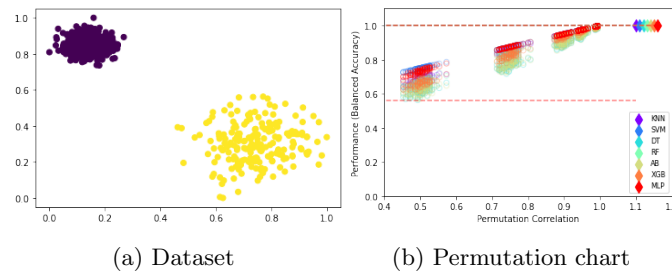 1.0
0.8
0.6
0.4
0.2
0.0
0.0 0.2 0.4 0.6 0.8 1.0
(a) Dataset
Performance (Balanced Accuracy)
1.0
0.8
0.6
0.4
0.2
0.0
KNN
SVM
DT
RF
AB
XGB
MLP
0.4 0.5 0.6 0.7 0.8 0.9 1.0 1.1 1.2
Permutation Correlation
(b) Permutation chart